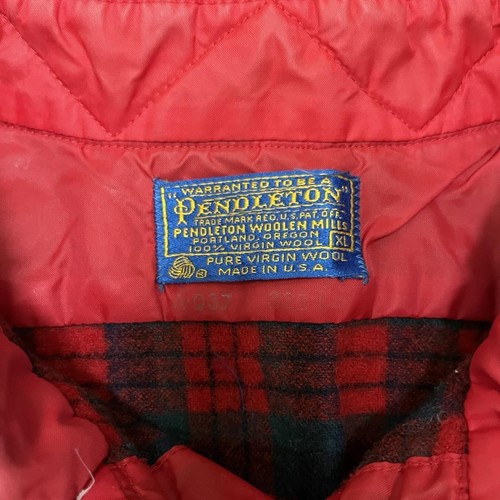 "WARRANTED TO BE A
PENDLETON"
TRADE MARK REG. U.S. PAT. OFF.
PENDLETON WOOLEN MILLS
PORTLAND, OREGON
100% VIRGIN WOOL XL
PURE VIRGIN WOOL
MADE IN U.S.A.